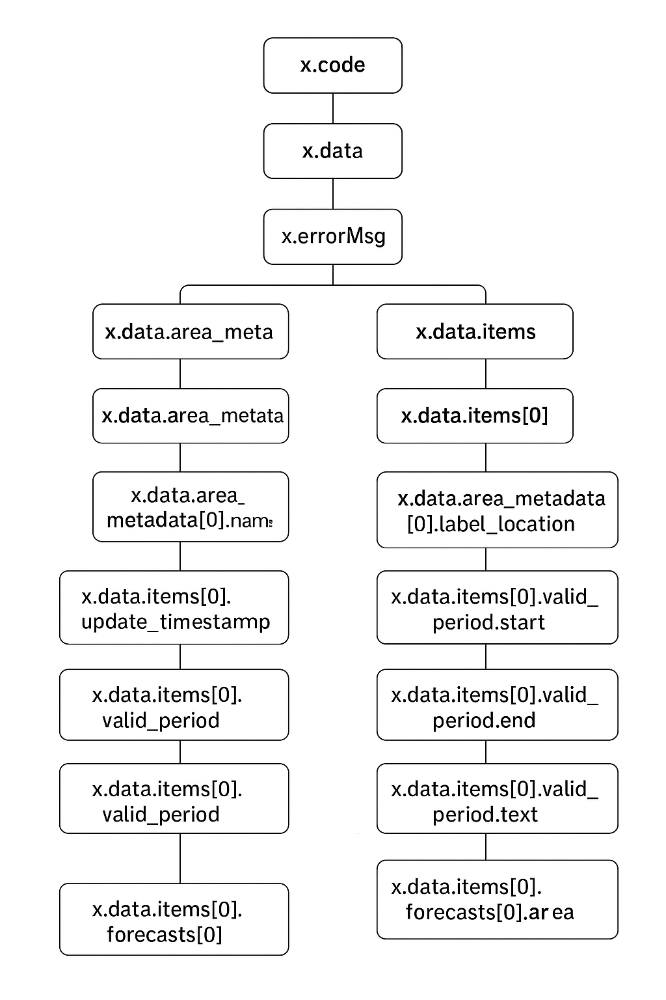 x.code
x.data
x.errorMsg
x.data.area_meta
x.data.area_metata
x.data.area_
metadata[0].name
x.data.items[0].
update_timestamp
x.data.items[0].
valid_period
x.data.items[0].
valid_period
x.data.items[0].
forecasts[0]
x.data.items
x.data.items[0]
x.data.area_metadata
[0].label_location
x.data.items[0].valid_
period.start
x.data.items[0].valid_
period.end
x.data.items[0].valid_
period.text
x.data.items[0].
forecasts[0].area